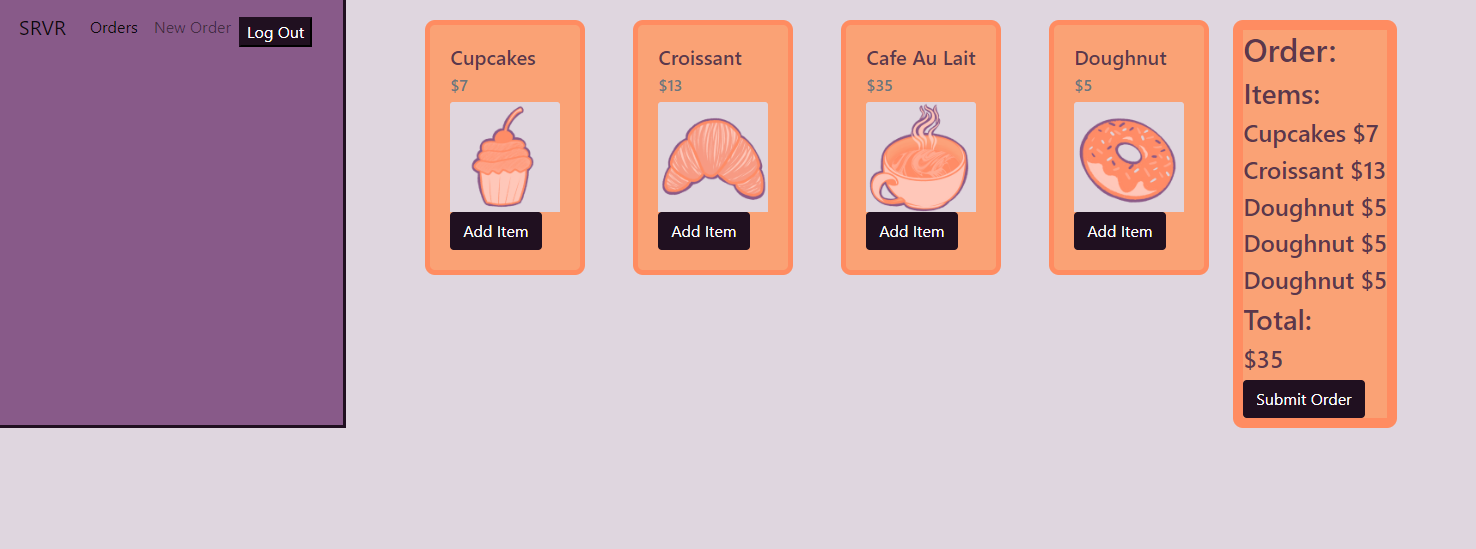 SRVR Orders New Order Log Out
Cupcakes
$7
Add Item
Croissant
$13
Add Item
Cafe Au Lait
$35
Add Item
Doughnut
$5
Add Item
Order:
Items:
Cupcakes $7
Croissant $13
Doughnut $5
Doughnut $5
Doughnut $5
Total:
$35
Submit Order